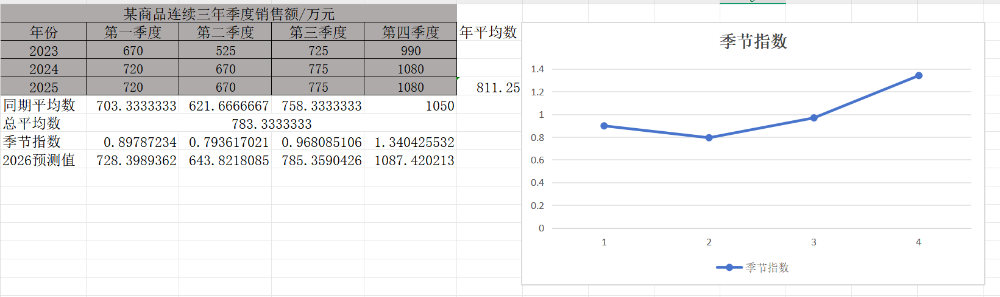 某商品连续三年季度销售额/万元
年份 第一季度 第二季度 第三季度 第四季度 年平均数
2023 670 525 725 990
2024 720 670 775 1080
2025 720 670 775 1080 811.25
同期平均数 703.3333333 621.6666667 758.3333333 1050
总平均数 783.3333333
季节指数 0.89787234 0.793617021 0.968085106 1.340425532
2026预测值 728.3989362 643.8218085 785.3590426 1087.420213
季节指数
1.4
1.2
1
0.8
0.6
0.4
0.2
0
1 2 3 4
季节指数